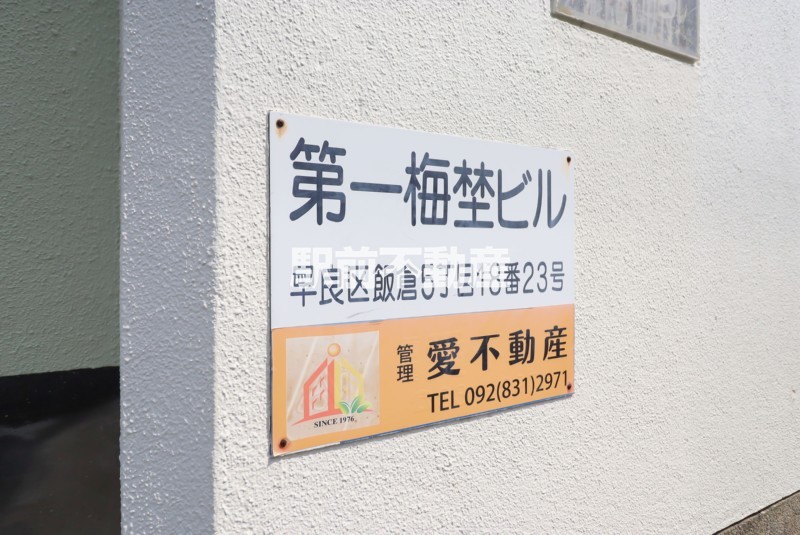 第一梅埜ビル
駅前不動産
早良区飯倉5丁目18番23号
管理 愛不動産
TEL 092(831)2971
SINCE 1976